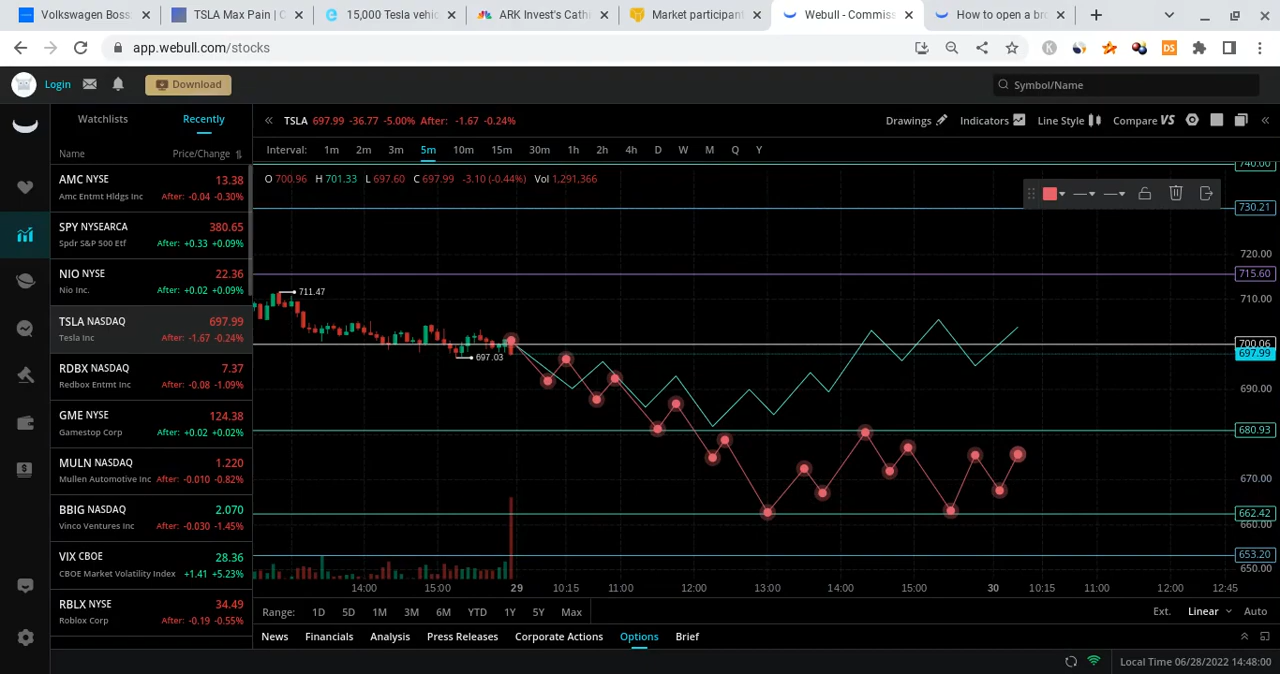 Volkswagen Boss
TSLA Max Pain | O
15,000 Tesla vehic
ARK Invest's Cath
Market participant
Webull - Commiss
How to open a bro
app.webull.com/stocks
Login
Download
Symbol/Name
Watchlists
Recently
Name
Price/Change
AMC NYSE
13.38
Amc Entmt Hldgs Inc
After: -0.04 -0.30%
SPY NYSEARCA
380.65
Spdr S&P 500 Etf
After: +0.33 +0.09%
NIO NYSE
22.36
Nio Inc.
After: +0.02 +0.09%
TSLA NASDAQ
697.99
Tesla Inc
After: -1.67 -0.24%
RDBX NASDAQ
7.37
Redbox Entmt Inc
After: -0.08 -1.09%
GME NYSE
124.38
Gamestop Corp
After: +0.02 +0.02%
MULN NASDAQ
1.220
Mullen Automotive Inc
After: -0.010 -0.82%
BBIG NASDAQ
2.070
Vinco Ventures Inc
After: -0.030 -1.45%
VIX CBOE
28.36
CBOE Market Volatility Index
+1.41 +5.23%
RBLX NYSE
34.49
Roblox Corp
After: -0.19 -0.55%
TSLA 697.99 -36.77 -5.00% After: -1.67 -0.24%
Drawings
Indicators
Line Style
Compare VS
Interval: 1m 2m 3m 5m 10m 15m 30m 1h 2h 4h D W M Q Y
O 700.96 H 701.33 L 697.60 C 697.99 -3.10 (-0.44%) Vol 1,291,366
711.47
697.03
740.00
730.21
720.00
715.60
710.00
700.06
697.99
690.00
680.93
670.00
662.42
660.00
653.20
650.00
14:00
15:00
29
10:15
11:00
12:00
13:00
14:00
15:00
30
10:15
11:00
12:00
12:45
Range: 1D 5D 1M 3M 6M YTD 1Y 5Y Max
Ext.
Linear
Auto
News
Financials
Analysis
Press Releases
Corporate Actions
Options
Brief
Local Time 06/28/2022 14:48:00
K
DS